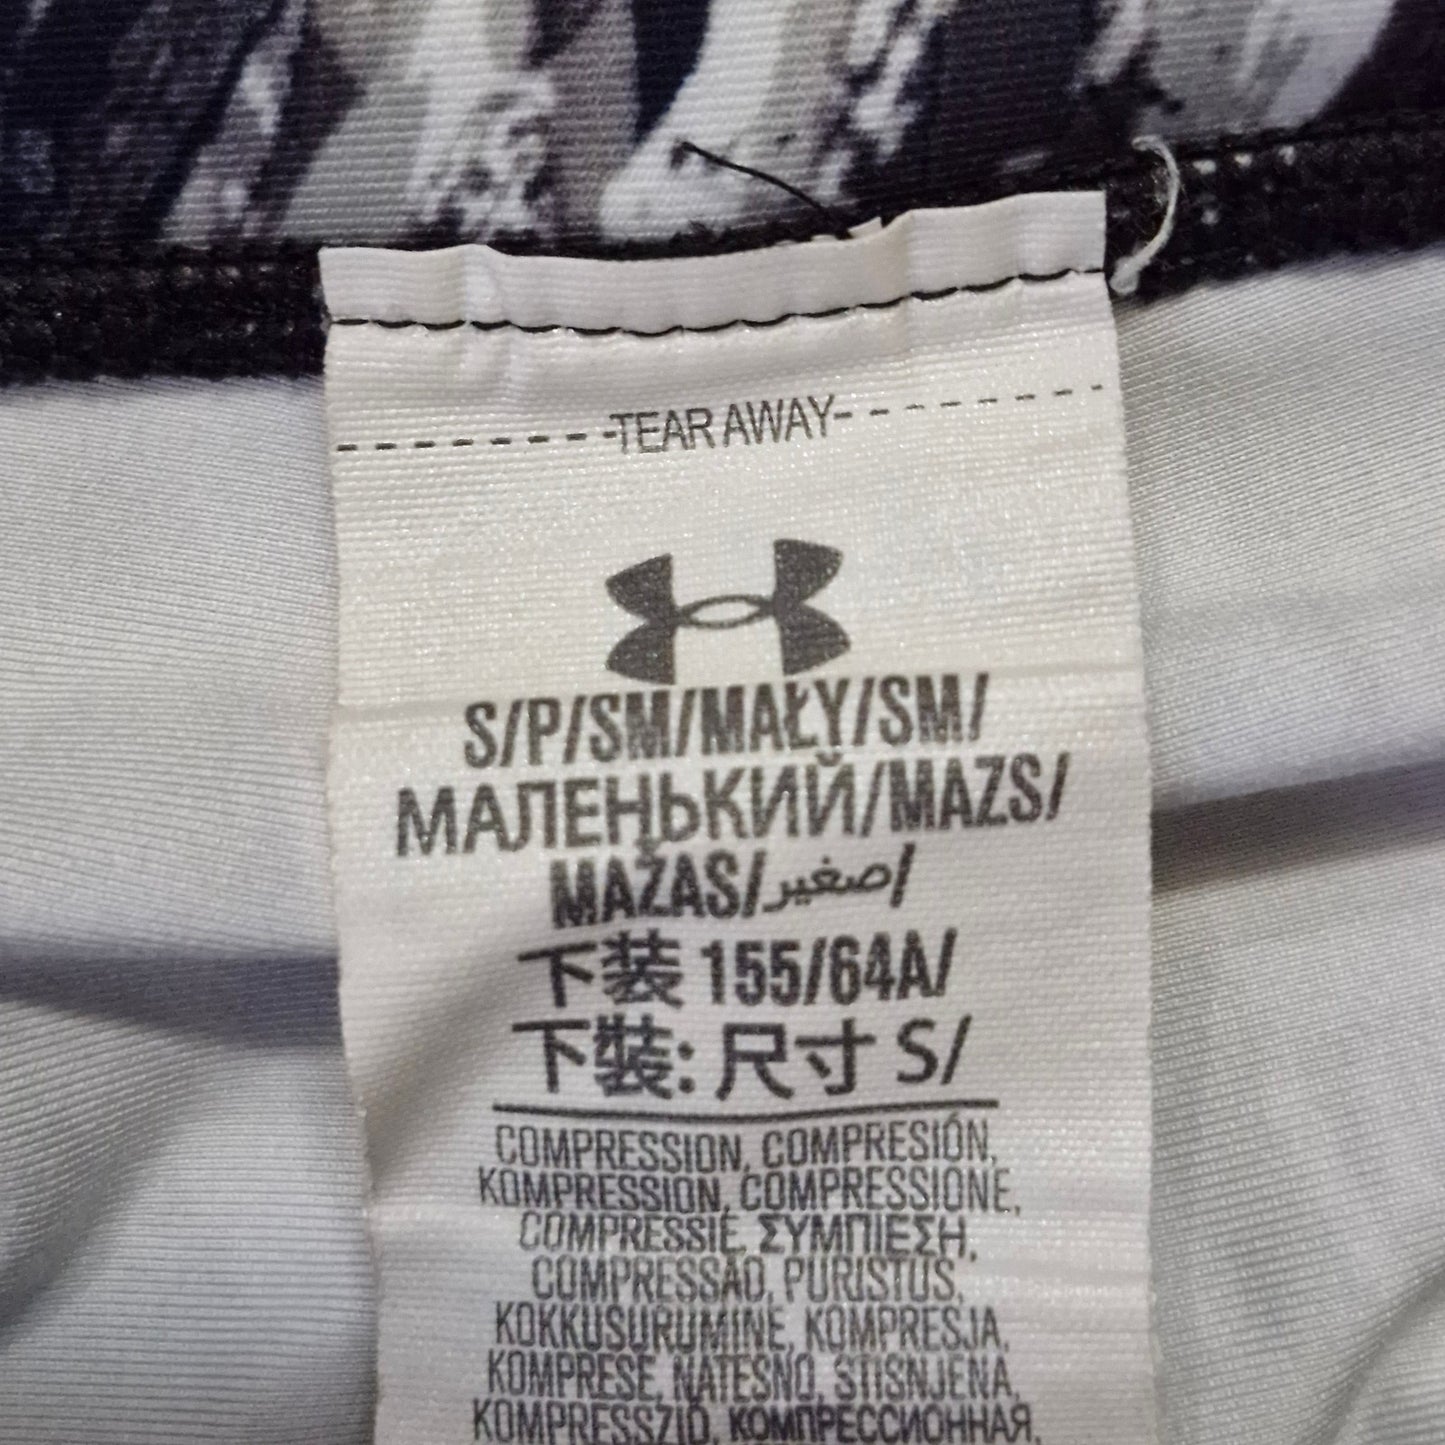 TEAR AWAY
S/P/SM/MAŁY/SM/
МАЛЕНЬКИЙ/MAZS/
MAŽAS/صغير/
下装 155/64A/
下裝: 尺寸 S/
COMPRESSION, COMPRESIÓN,
KOMPRESSION, COMPRESSIONE,
COMPRESSIE, ΣΥΜΠΙΕΣΗ,
COMPRESSÃO, PURISTUS,
KOKKUSURUMINE, KOMPRESJA,
KOMPRESE, NATESNO, STISNJENA,
KOMPRESSZIÓ, КОМПРЕССИОННАЯ,